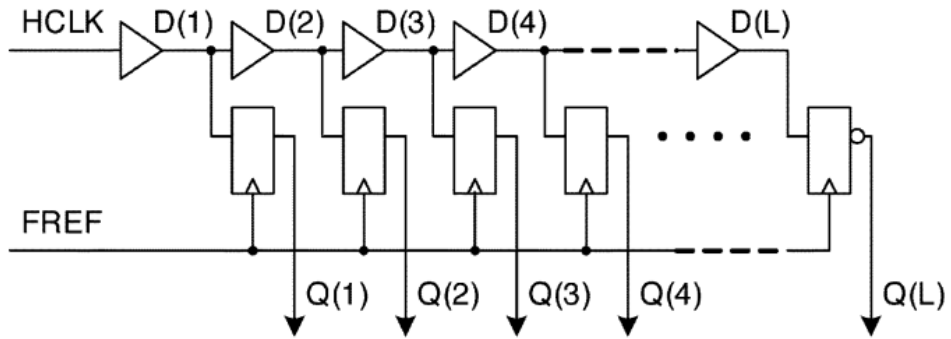 HCLK D(1) D(2) D(3) D(4) D(L)
FREF
Q(1) Q(2) Q(3) Q(4) Q(L)